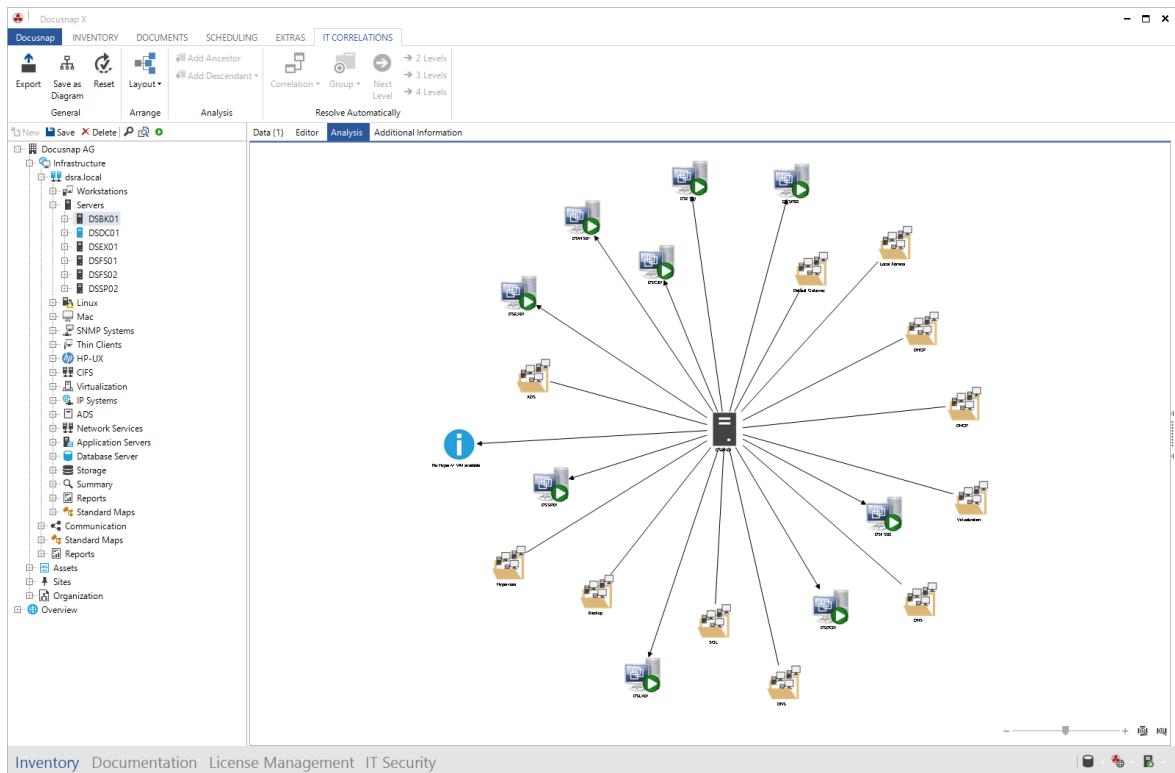 Docusnap X
Docusnap INVENTORY DOCUMENTS SCHEDULING EXTRAS IT CORRELATIONS
Export Save as Diagram Reset Layout Add Ancestor Add Descendant Correlation Group Next Level 2 Levels 3 Levels 4 Levels
General Arrange Analysis Resolve Automatically
New Save Delete
Data (1) Editor Analysis Additional Information
Docusnap AG
Infrastructure
dsra.local
Workstations
Servers
DSBK01
DSDC01
DSEX01
DSFS01
DSFS02
DSSP02
Linux
Mac
SNMP Systems
Thin Clients
HP-UX
CIFS
Virtualization
IP Systems
ADS
Network Services
Application Servers
Database Server
Storage
Summary
Reports
Standard Maps
Communication
Standard Maps
Reports
Assets
Sites
Organization
Overview
Local Admins
Default Gateway
DHCP
ADS
DHCP
No Hyper-V VM available
Virtualization
Hypervisor
Backup
DNS
SQL
DNS
Inventory Documentation License Management IT Security